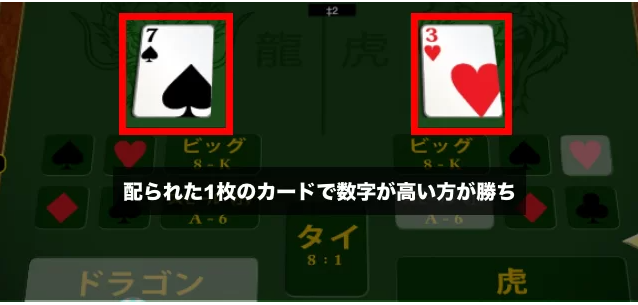 ‡2
7
3
龍
虎
ビッグ
8 - K
ビッグ
8 - K
配られた1枚のカードで数字が高い方が勝ち
A - 6
A - 6
タイ
8 : 1
ドラゴン
虎